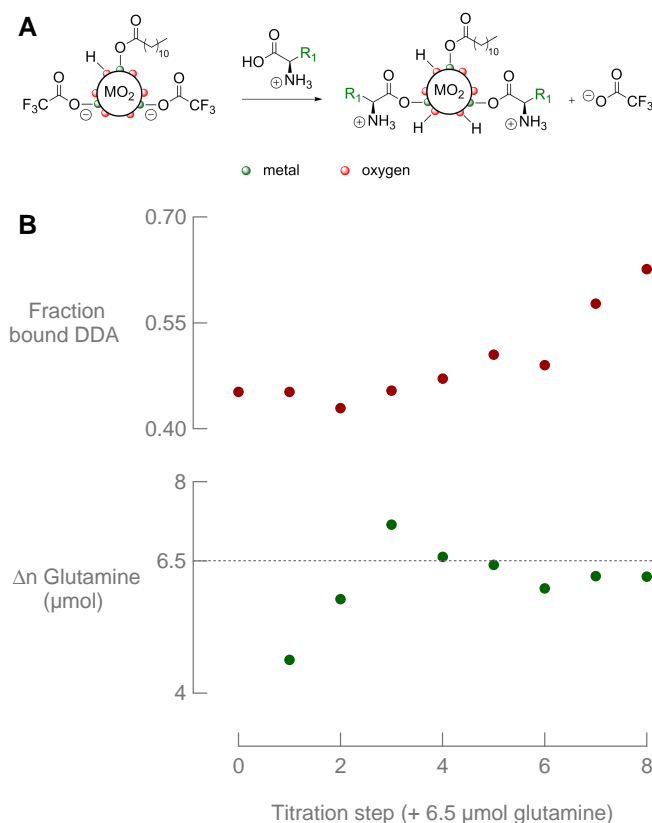 A
O
O
10
H
O
R1
HO
NH3
+
O
F3C
O
−
MO2
O
−
O
CF3
O
O
10
H
O
R1
O
NH3
+
MO2
O
O
R1
NH3
+
H
H
+
−
O
O
CF3
metal
oxygen
B
0.70
Fraction
bound DDA
0.55
0.40
8
Δn Glutamine
(µmol)
6.5
4
0
2
4
6
8
Titration step (+ 6.5 µmol glutamine)